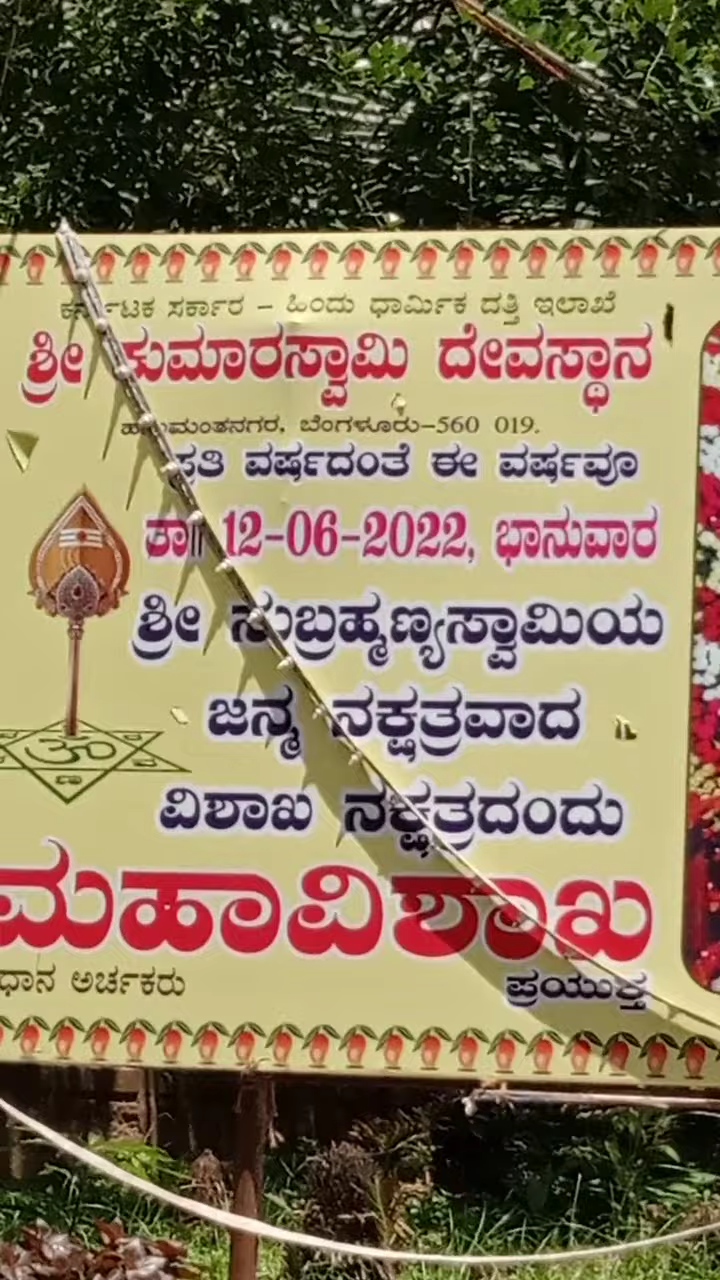 ಕರ್ನಾಟಕ ಸರ್ಕಾರ – ಹಿಂದು ಧಾರ್ಮಿಕ ದತ್ತಿ ಇಲಾಖೆ
ಶ್ರೀ ಕುಮಾರಸ್ವಾಮಿ ದೇವಸ್ಥಾನ
ಹನುಮಂತನಗರ, ಬೆಂಗಳೂರು-560 019.
ಪ್ರತಿ ವರ್ಷದಂತೆ ಈ ವರ್ಷವೂ
ತಾ|| 12-06-2022, ಭಾನುವಾರ
ಶ್ರೀ ಸುಬ್ರಹ್ಮಣ್ಯಸ್ವಾಮಿಯ
ಜನ್ಮ ನಕ್ಷತ್ರವಾದ
ವಿಶಾಖ ನಕ್ಷತ್ರದಂದು
ಮಹಾವಿಶಾಖ
ಧಾನ ಅರ್ಚಕರು
ಪ್ರಯುಕ್ತ